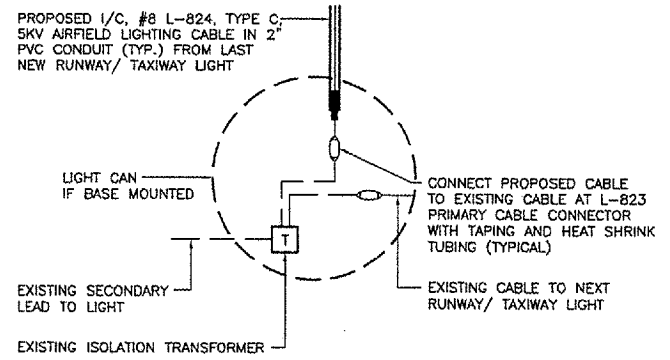 PROPOSED I/C, #8 L-824, TYPE C,
5KV AIRFIELD LIGHTING CABLE IN 2"
PVC CONDUIT (TYP.) FROM LAST
NEW RUNWAY/ TAXIWAY LIGHT
LIGHT CAN
IF BASE MOUNTED
CONNECT PROPOSED CABLE
TO EXISTING CABLE AT L-823
PRIMARY CABLE CONNECTOR
WITH TAPING AND HEAT SHRINK
TUBING (TYPICAL)
T
EXISTING SECONDARY
LEAD TO LIGHT
EXISTING CABLE TO NEXT
RUNWAY/ TAXIWAY LIGHT
EXISTING ISOLATION TRANSFORMER